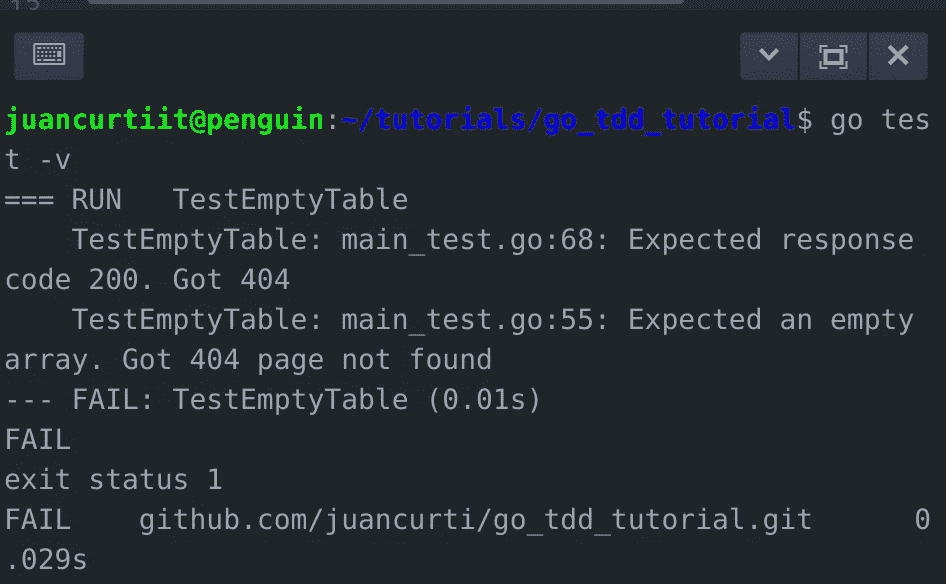 juancurtiit@penguin:~/tutorials/go_tdd_tutorial$ go tes
t -v
=== RUN   TestEmptyTable
    TestEmptyTable: main_test.go:68: Expected response
code 200. Got 404
    TestEmptyTable: main_test.go:55: Expected an empty
array. Got 404 page not found
--- FAIL: TestEmptyTable (0.01s)
FAIL
exit status 1
FAIL    github.com/juancurti/go_tdd_tutorial.git      0
.029s